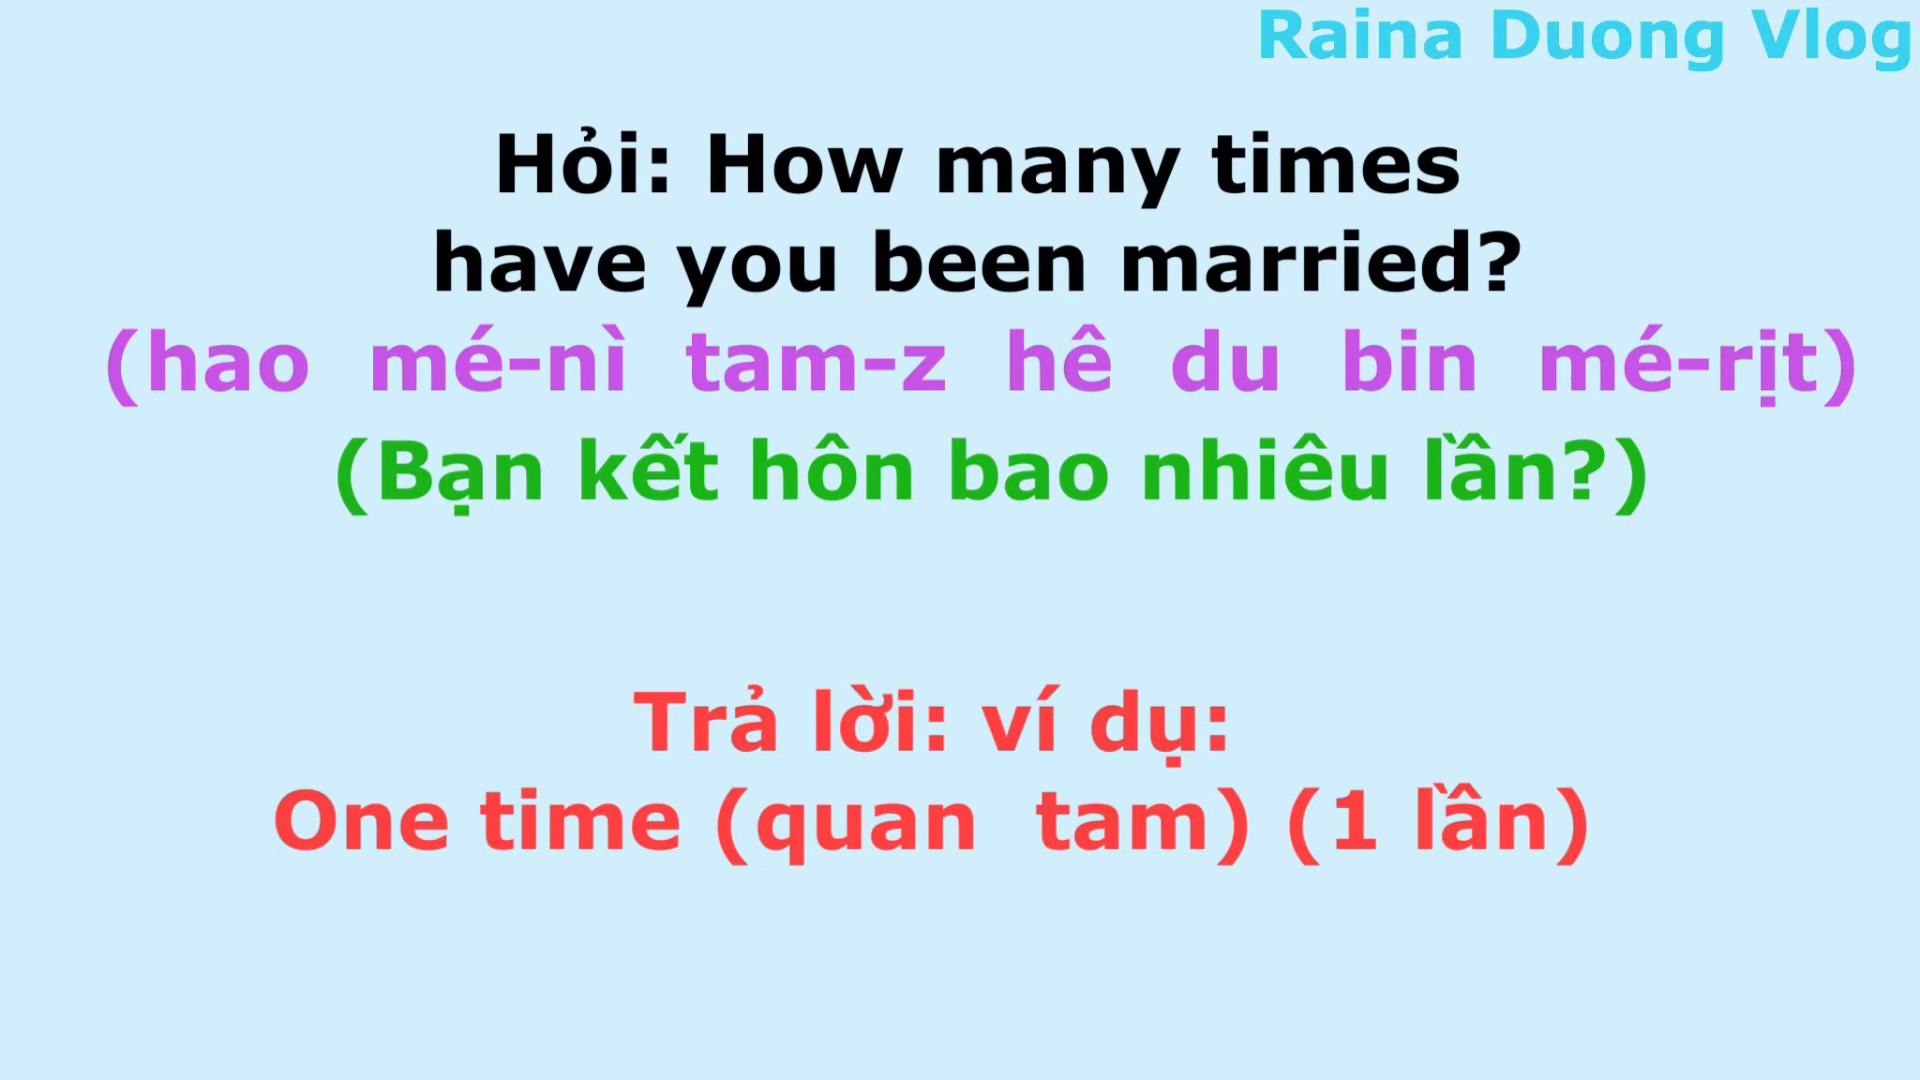 Raina Duong Vlog
Hỏi: How many times
have you been married?
(hao mé-nì tam-z hê du bin mé-rịt)
(Bạn kết hôn bao nhiêu lần?)
Trả lời: ví dụ:
One time (quan tam) (1 lần)